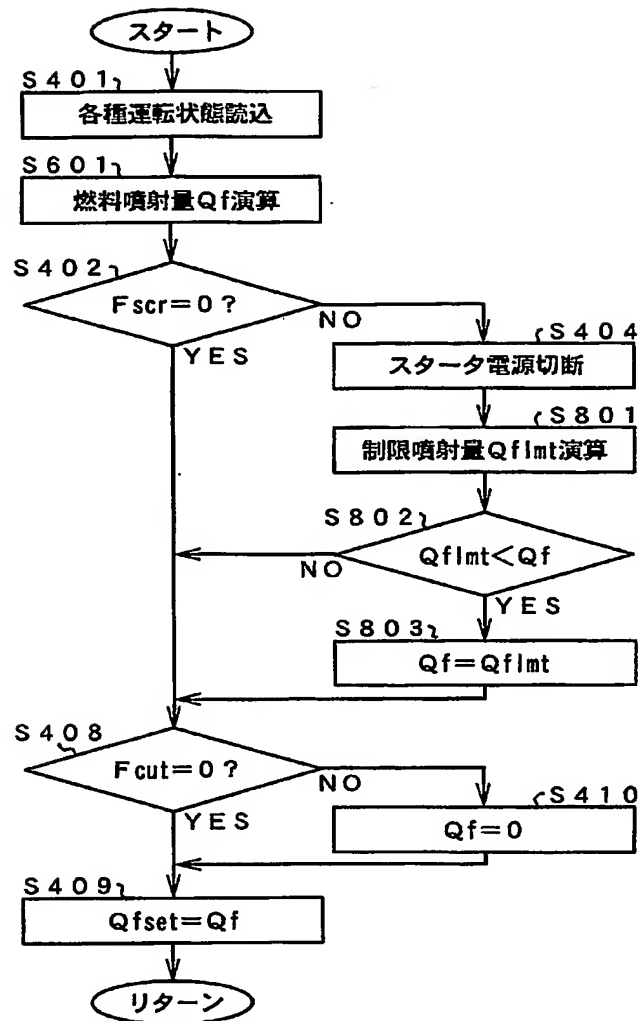 スタート
S401
各種運転状態読込
S601
燃料噴射量Qf演算
S402
Fscr=0?
NO
YES
S404
スタータ電源切断
S801
制限噴射量Qflmt演算
S802
Qflmt<Qf
NO
YES
S803
Qf=Qflmt
S408
Fcut=0?
NO
YES
S410
Qf=0
S409
Qfset=Qf
リターン